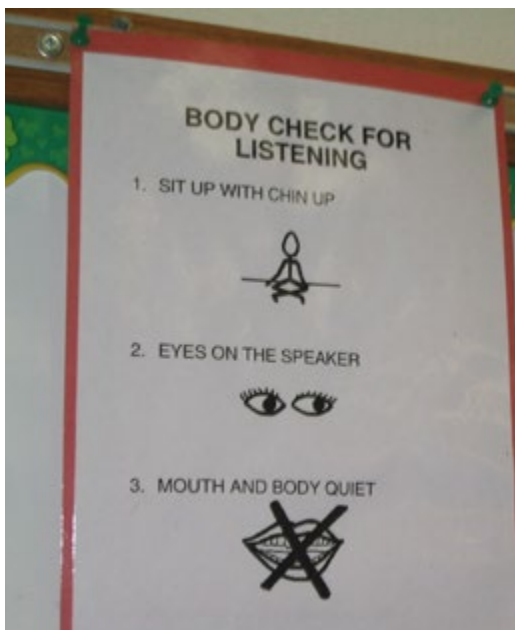 BODY CHECK FOR
LISTENING
1. SIT UP WITH CHIN UP
2. EYES ON THE SPEAKER
3. MOUTH AND BODY QUIET